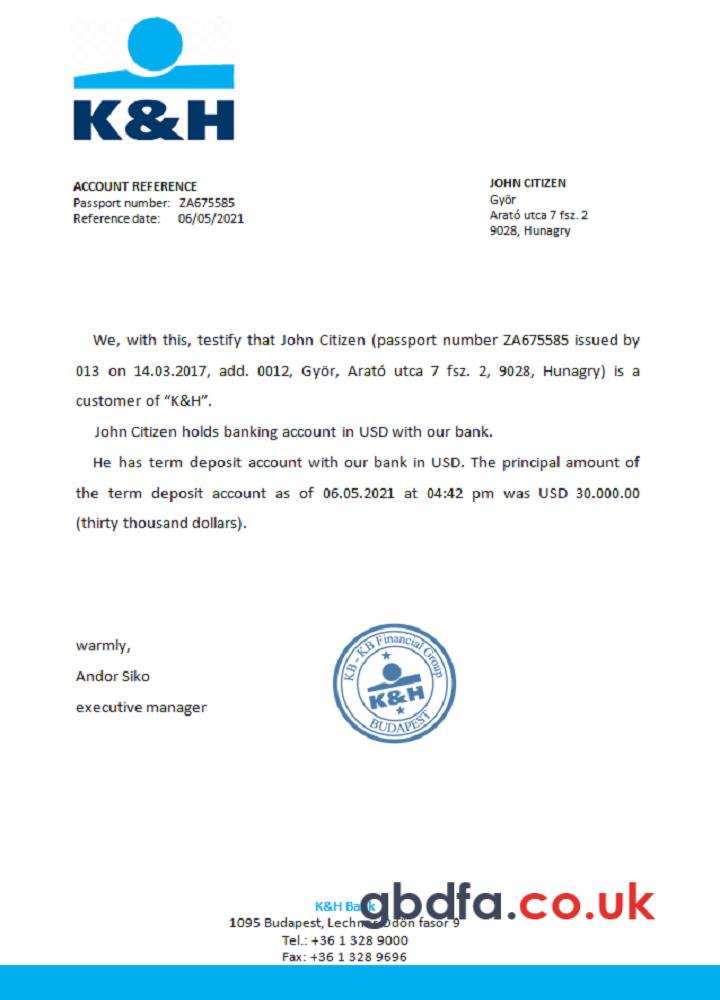 K&H
ACCOUNT REFERENCE
Passport number: ZA675585
Reference date: 06/05/2021
JOHN CITIZEN
Györ
Arató utca 7 fsz. 2
9028, Hunagry
We, with this, testify that John Citizen (passport number ZA675585 issued by
013 on 14.03.2017, add. 0012, Györ, Arató utca 7 fsz. 2, 9028, Hunagry) is a
customer of “K&H”.
John Citizen holds banking account in USD with our bank.
He has term deposit account with our bank in USD. The principal amount of
the term deposit account as of 06.05.2021 at 04:42 pm was USD 30.000.00
(thirty thousand dollars).
warmly,
Andor Siko
executive manager
KB - KB Financial Group
K&H
BUDAPEST
K&H
gbdfa.co.uk
1095 Budapest, Ödön fasor 9
Tel.: +36 1 328 9000
Fax: +36 1 328 9696